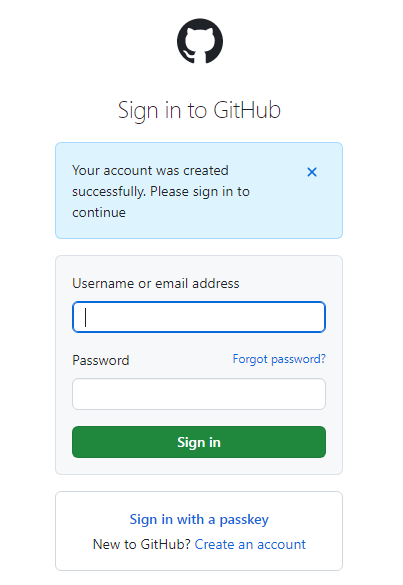 Sign in to GitHub
Your account was created
successfully. Please sign in to
continue
Username or email address
Password
Forgot password?
Sign in
Sign in with a passkey
New to GitHub? Create an account